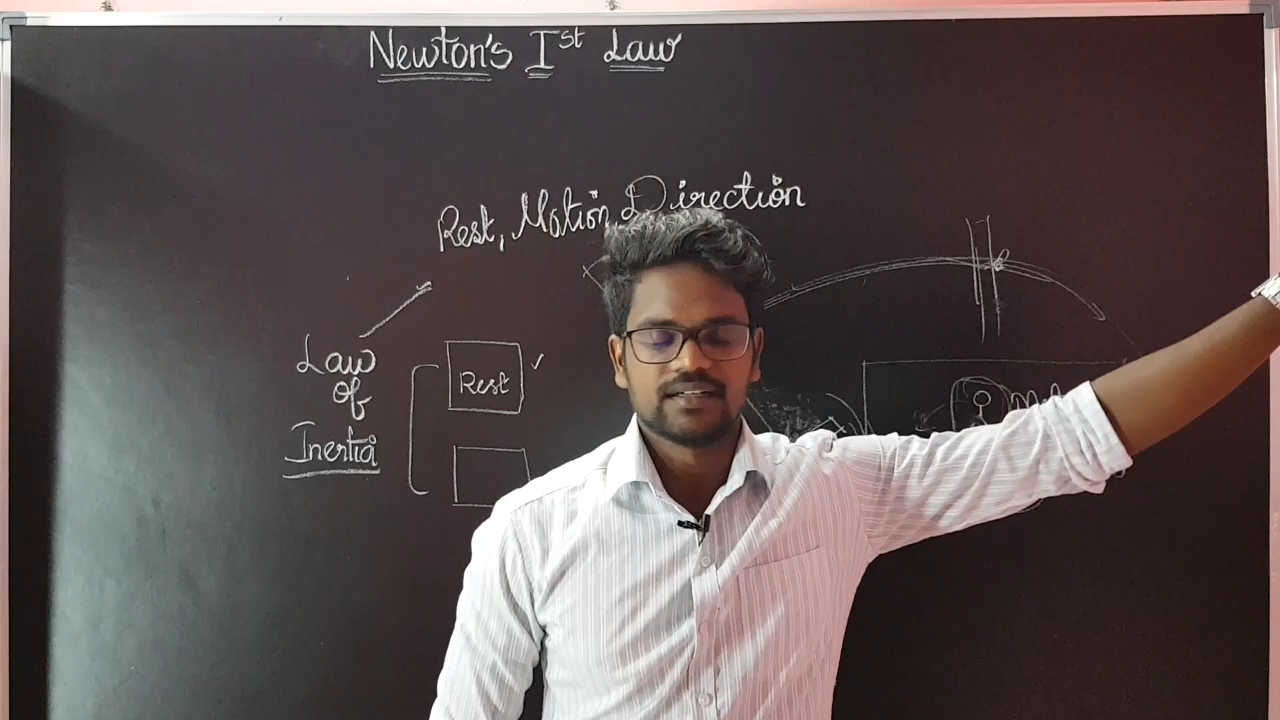 Newton's Ist Law
Rest, Motion, Direction
Law
of
Inertia
Rest